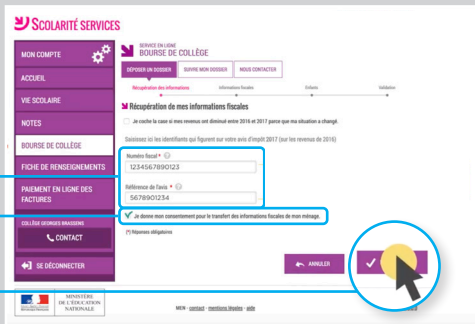 SCOLARITÉ SERVICES
MON COMPTE
ACCUEIL
VIE SCOLAIRE
NOTES
BOURSE DE COLLÈGE
FICHE DE RENSEIGNEMENTS
PAIEMENT EN LIGNE DES
FACTURES
COLLÈGE GEORGES BRASSENS
CONTACT
SE DÉCONNECTER
SERVICE EN LIGNE
BOURSE DE COLLÈGE
DÉPOSER UN DOSSIER
SUIVRE MON DOSSIER
NOUS CONTACTER
Récupération des informations
Informations fiscales
Enfants
Validation
Récupération de mes informations fiscales
Je coche la case si mes revenus ont diminué entre 2016 et 2017 parce que ma situation a changé.
Saisissez ici les identifiants qui figurent sur votre avis d'impôt 2017 (sur les revenus de 2016)
Numéro fiscal *
1234567890123
Référence de l'avis *
5678901234
Je donne mon consentement pour le transfert des informations fiscales de mon ménage.
(*) Réponses obligatoires
ANNULER
MINISTÈRE
DE L'ÉDUCATION
NATIONALE
MEN - contact - mentions légales - aide